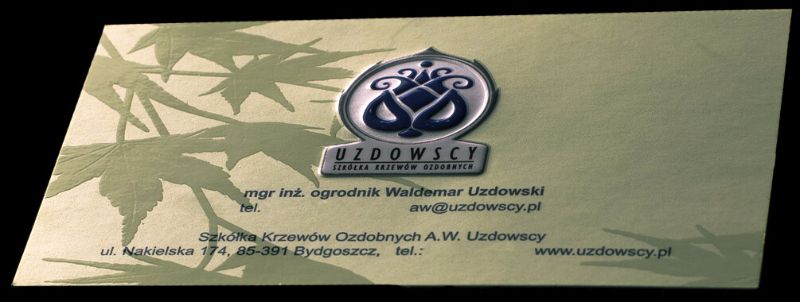 UZDOWSCY
SZKÓŁKA KRZEWÓW OZDOBNYCH
mgr inż. ogrodnik Waldemar Uzdowski
tel. aw@uzdowscy.pl
Szkółka Krzewów Ozdobnych A.W. Uzdowscy
ul. Nakielska 174, 85-391 Bydgoszcz, tel.: www.uzdowscy.pl